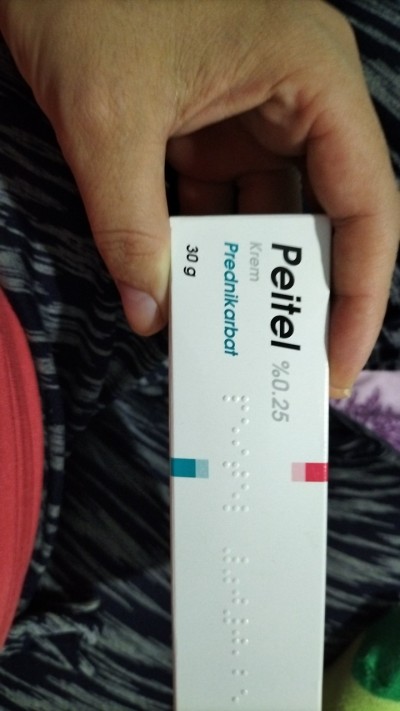 Peitel %0.25
Krem
Prednikarbat
30 g